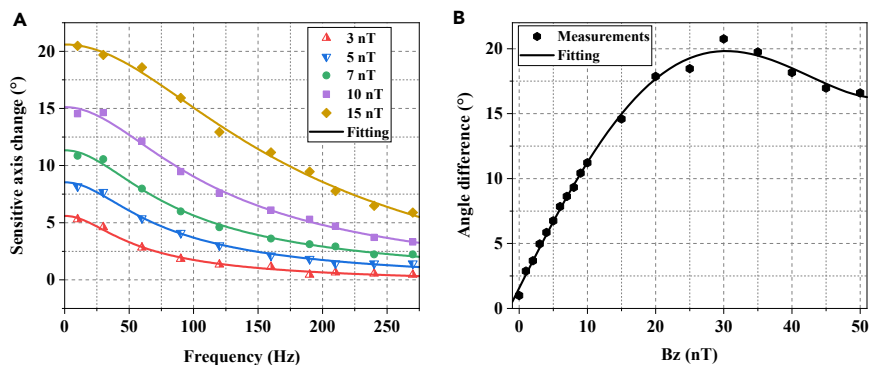 A
3 nT
5 nT
7 nT
10 nT
15 nT
Fitting
Sensitive axis change (°)
20
15
10
5
0
0 50 100 150 200 250
Frequency (Hz)
B
Measurements
Fitting
Angle difference (°)
20
15
10
5
0
0 10 20 30 40 50
Bz (nT)